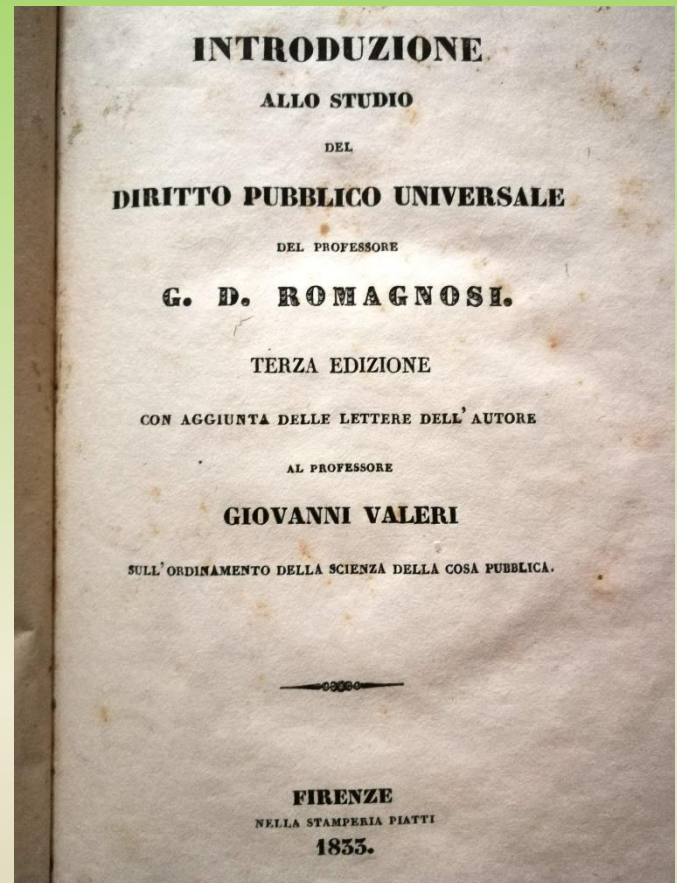 INTRODUZIONE
ALLO STUDIO
DEL
DIRITTO PUBBLICO UNIVERSALE
DEL PROFESSORE
G. D. ROMAGNOSI.
TERZA EDIZIONE
CON AGGIUNTA DELLE LETTERE DELL' AUTORE
AL PROFESSORE
GIOVANNI VALERI
SULL' ORDINAMENTO DELLA SCIENZA DELLA COSA PUBBLICA.
FIRENZE
NELLA STAMPERIA PIATTI
1833.